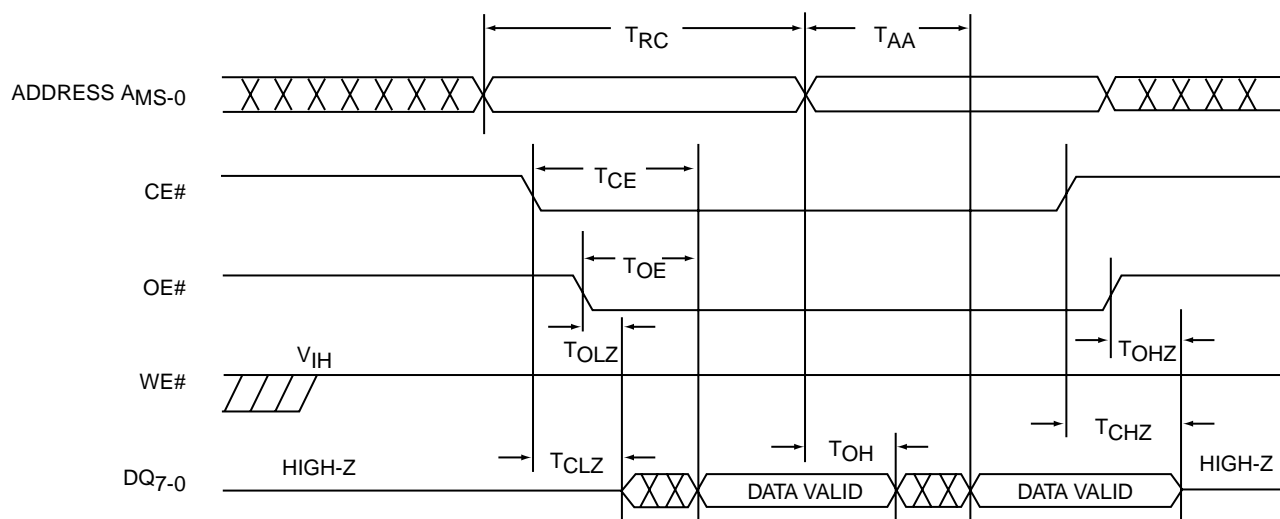 TRC
TAA
ADDRESS AMS-0
TCE
CE#
TOE
OE#
TOLZ
TOHZ
VIH
WE#
TCLZ
TOH
TCHZ
HIGH-Z
HIGH-Z
DQ7-0
DATA VALID
DATA VALID